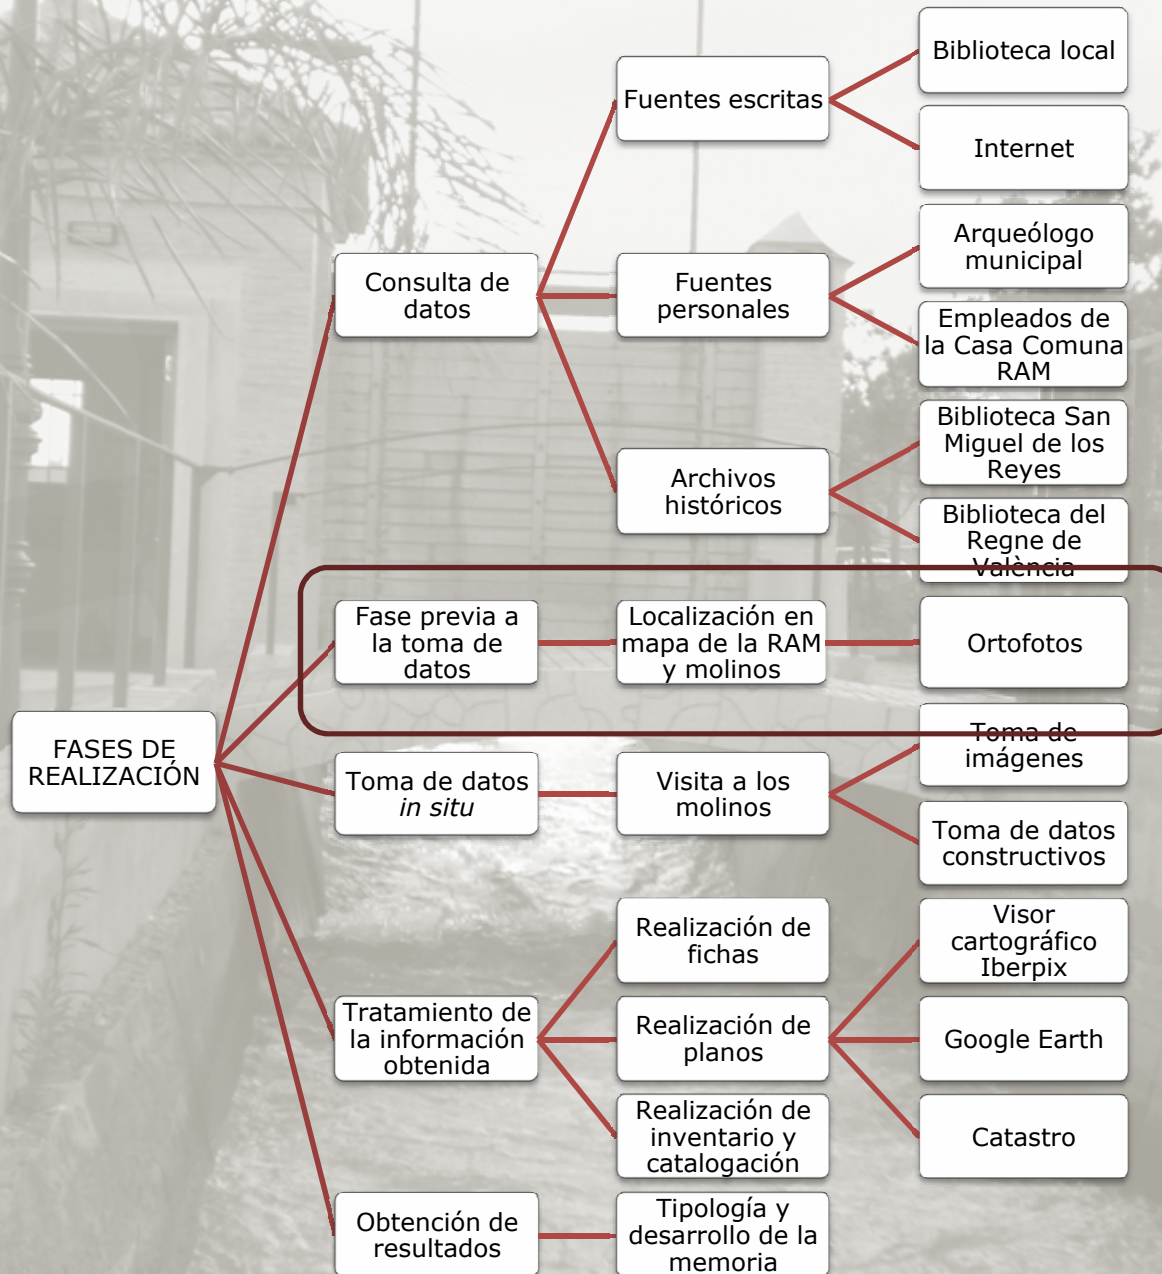 FASES DE
REALIZACIÓN
Consulta de
datos
Fuentes escritas
Biblioteca local
Internet
Fuentes
personales
Arqueólogo
municipal
Empleados de
la Casa Comuna
RAM
Archivos
históricos
Biblioteca San
Miguel de los
Reyes
Biblioteca del
Regne de
València
Fase previa a
la toma de
datos
Localización en
mapa de la RAM
y molinos
Ortofotos
Toma de datos
in situ
Visita a los
molinos
Toma de
imágenes
Toma de datos
constructivos
Tratamiento de
la información
obtenida
Realización de
fichas
Realización de
planos
Visor
cartográfico
Iberpix
Google Earth
Catastro
Realización de
inventario y
catalogación
Obtención de
resultados
Tipología y
desarrollo de la
memoria